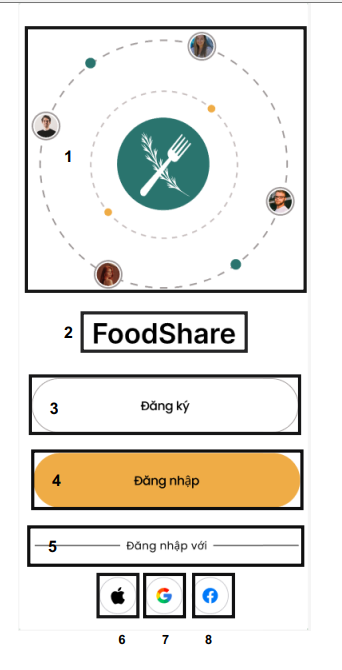 1
2 FoodShare
3 Đăng ký
4 Đăng nhập
5 Đăng nhập với
6 7 8